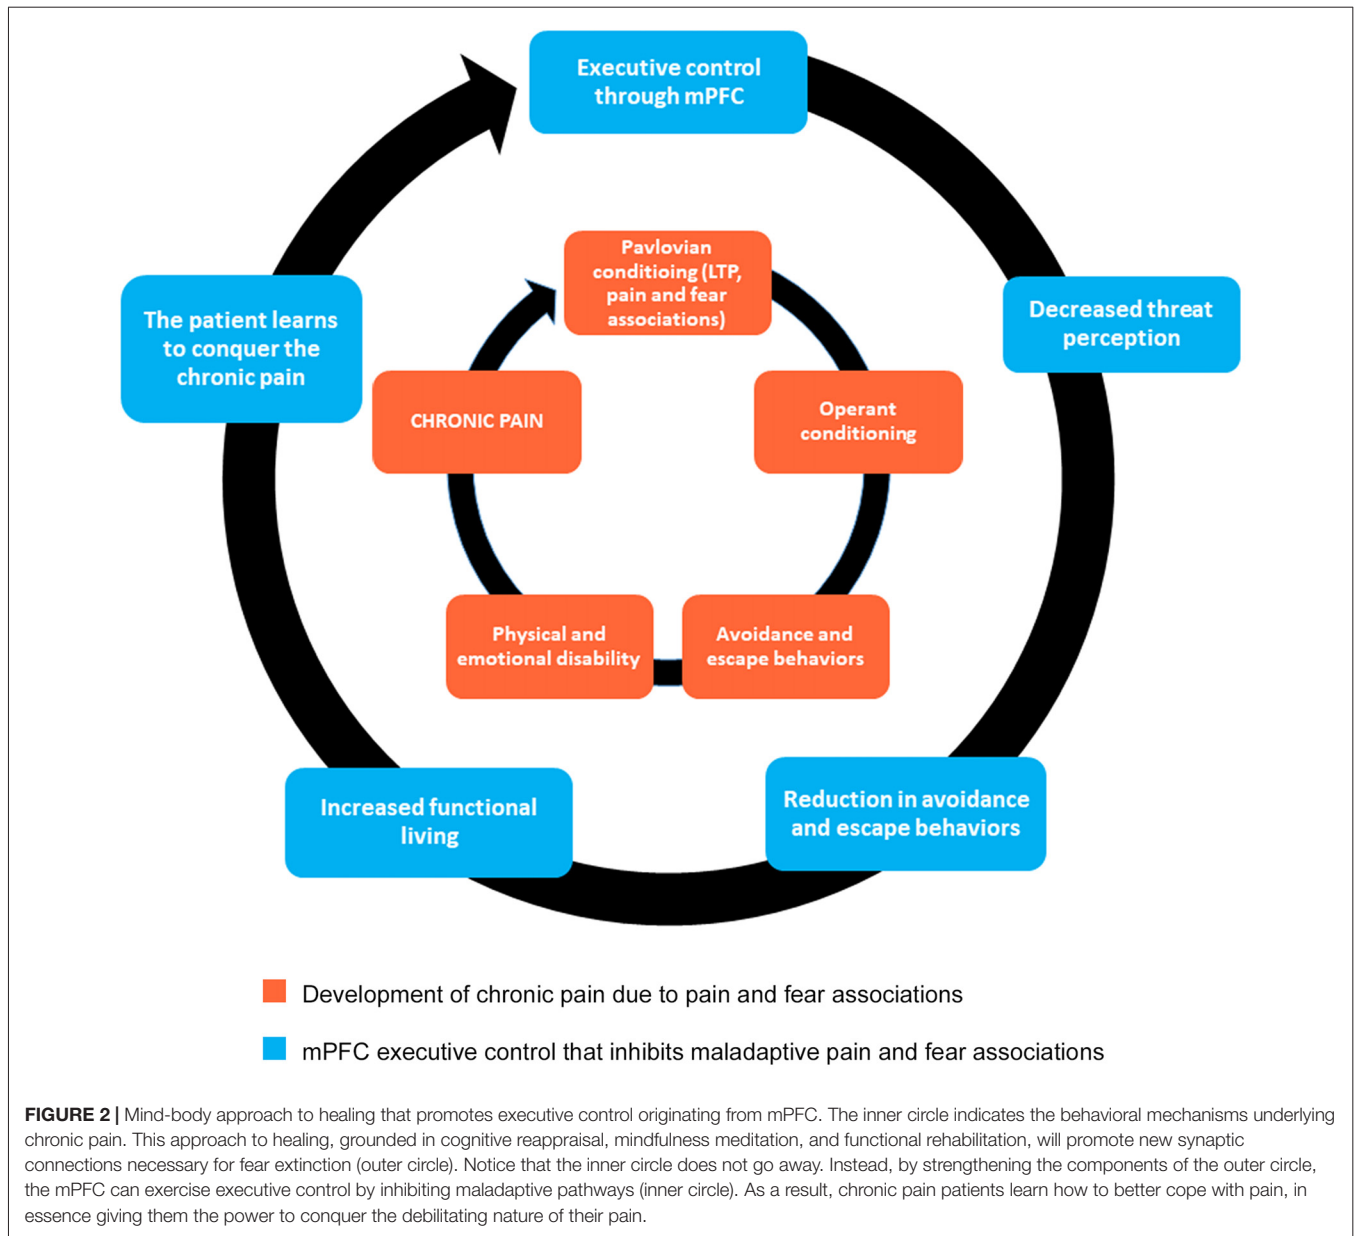 Executive control
through mPFC
Pavlovian
conditioing (LTP,
pain and fear
associations)
Decreased threat
perception
The patient learns
to conquer the
chronic pain
CHRONIC PAIN
Operant
conditioning
Physical and
emotional disability
Avoidance and
escape behaviors
Increased functional
living
Reduction in avoidance
and escape behaviors
Development of chronic pain due to pain and fear associations
mPFC executive control that inhibits maladaptive pain and fear associations
FIGURE 2 | Mind-body approach to healing that promotes executive control originating from mPFC. The inner circle indicates the behavioral mechanisms underlying
chronic pain. This approach to healing, grounded in cognitive reappraisal, mindfulness meditation, and functional rehabilitation, will promote new synaptic
connections necessary for fear extinction (outer circle). Notice that the inner circle does not go away. Instead, by strengthening the components of the outer circle,
the mPFC can exercise executive control by inhibiting maladaptive pathways (inner circle). As a result, chronic pain patients learn how to better cope with pain, in
essence giving them the power to conquer the debilitating nature of their pain.